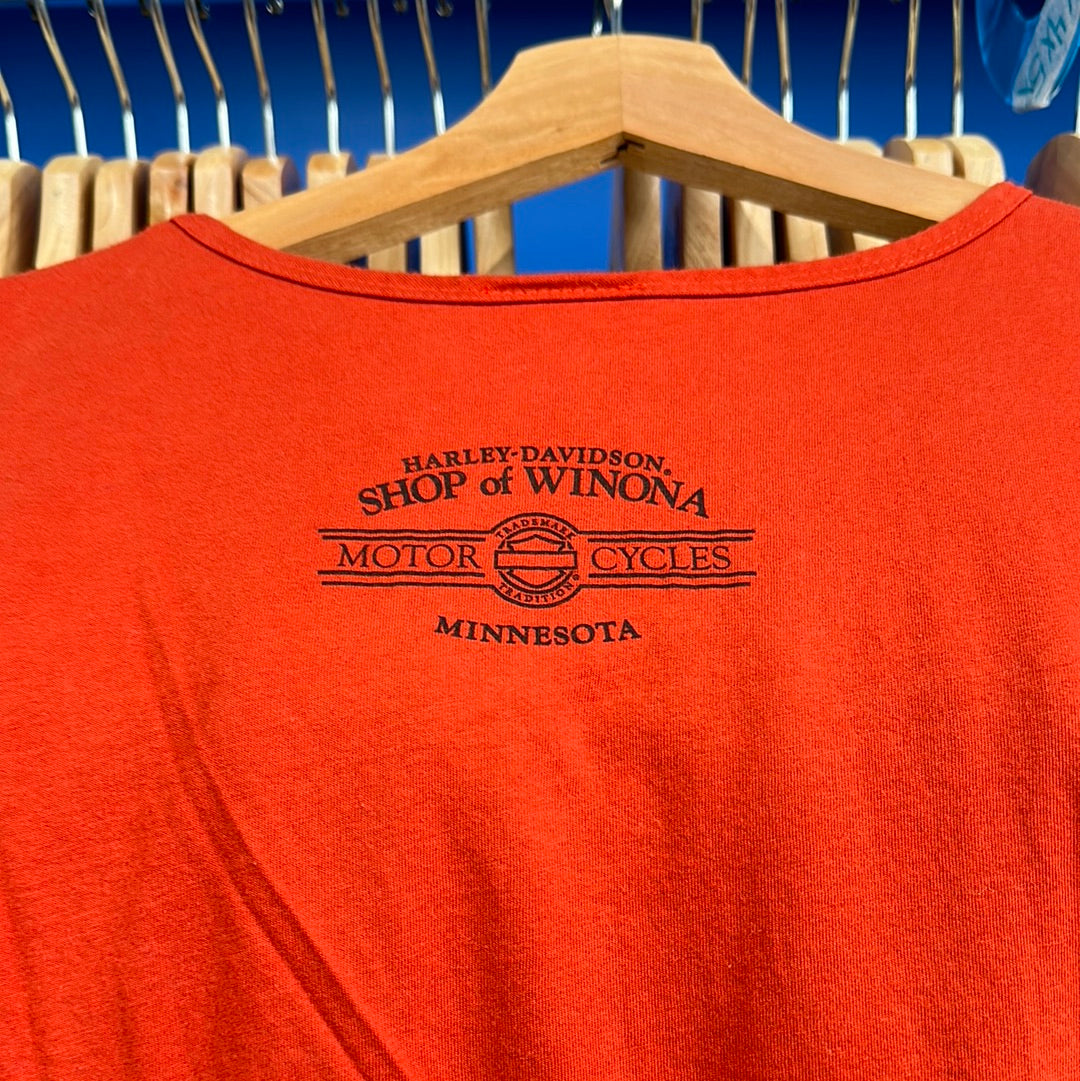 HARLEY-DAVIDSON®
SHOP of WINONA
TRADEMARK
MOTOR CYCLES
TRADITION®
MINNESOTA